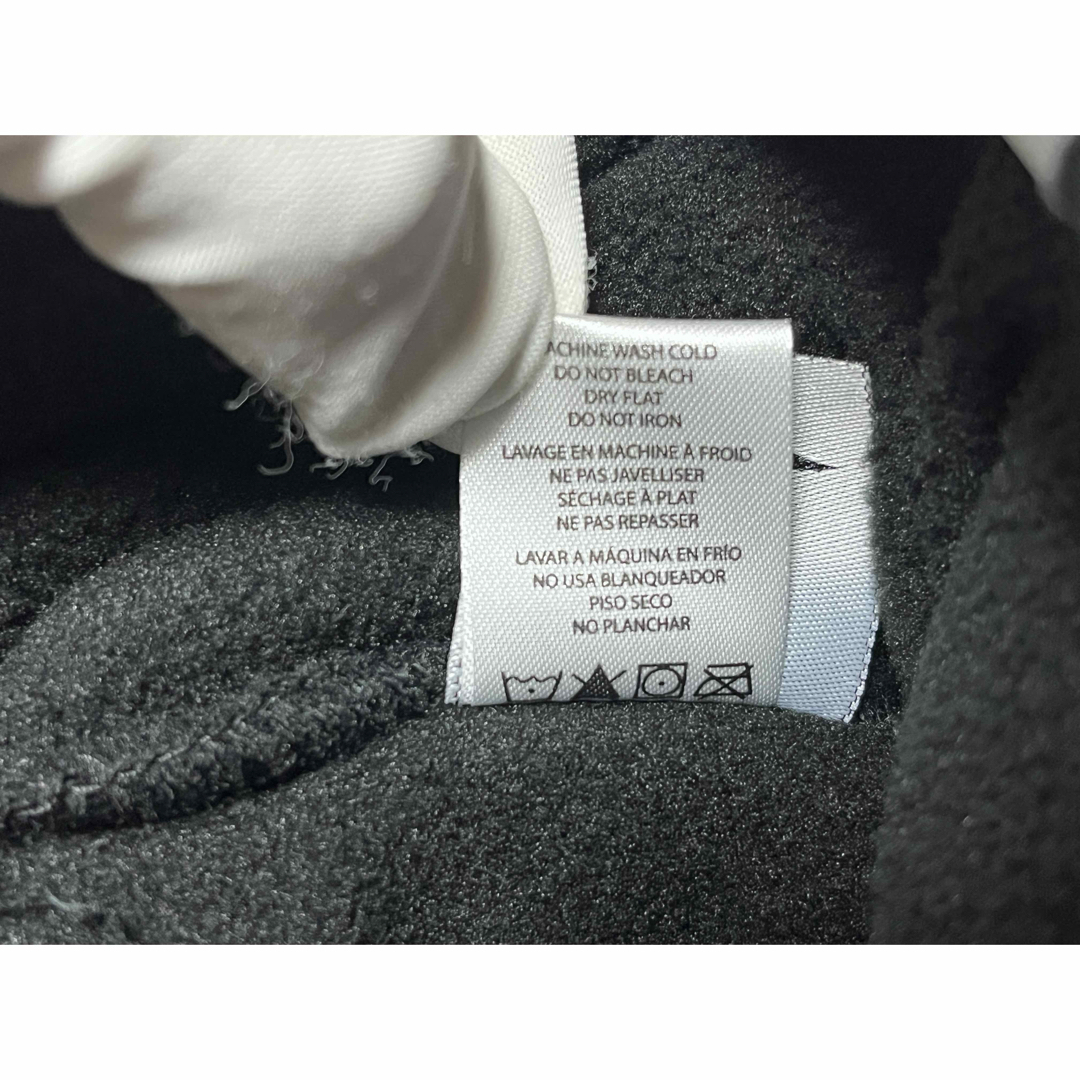 ACHINE WASH COLD
DO NOT BLEACH
DRY FLAT
DO NOT IRON
LAVAGE EN MACHINE À FROID
NE PAS JAVELLISER
SÉCHAGE À PLAT
NE PAS REPASSER
LAVAR A MÁQUINA EN FRÍO
NO USA BLANQUEADOR
PISO SECO
NO PLANCHAR